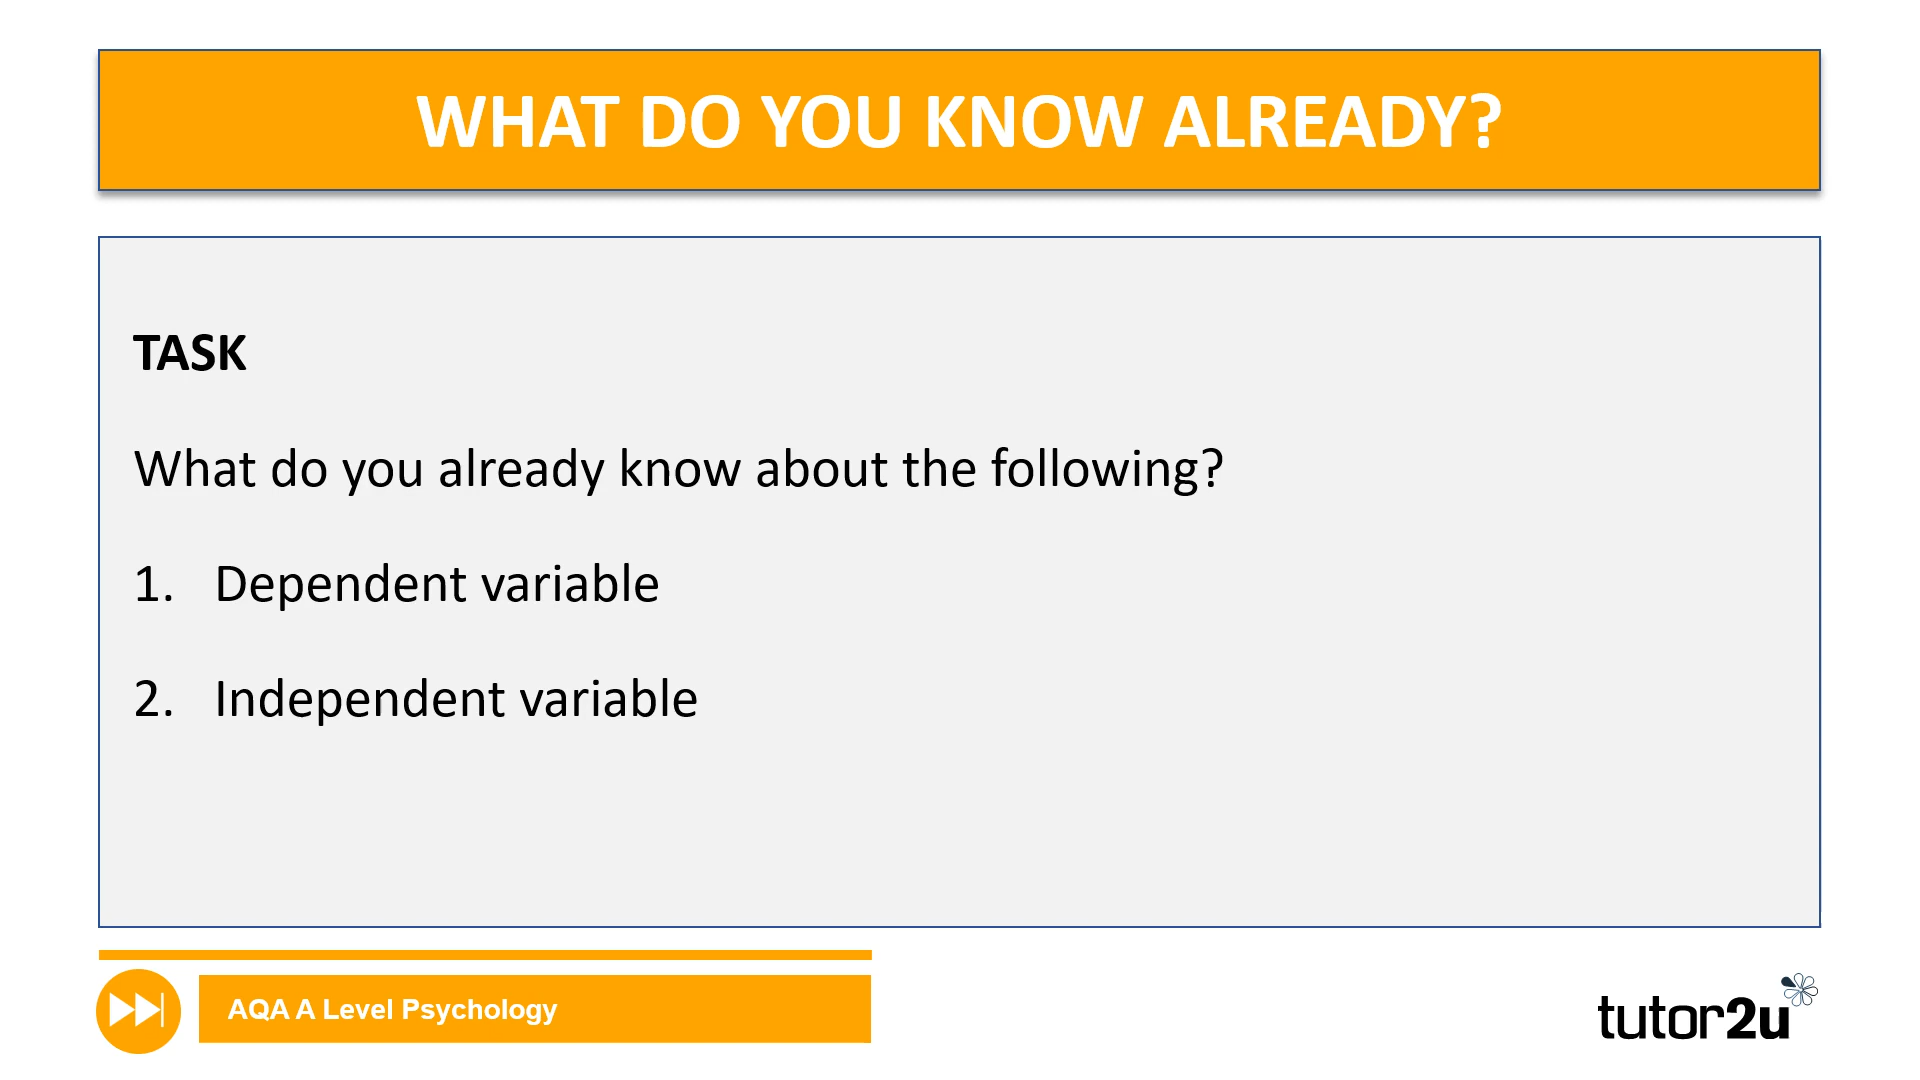 WHAT DO YOU KNOW ALREADY?
TASK
What do you already know about the following?
1. Dependent variable
2. Independent variable
AQA A Level Psychology
tutor2u